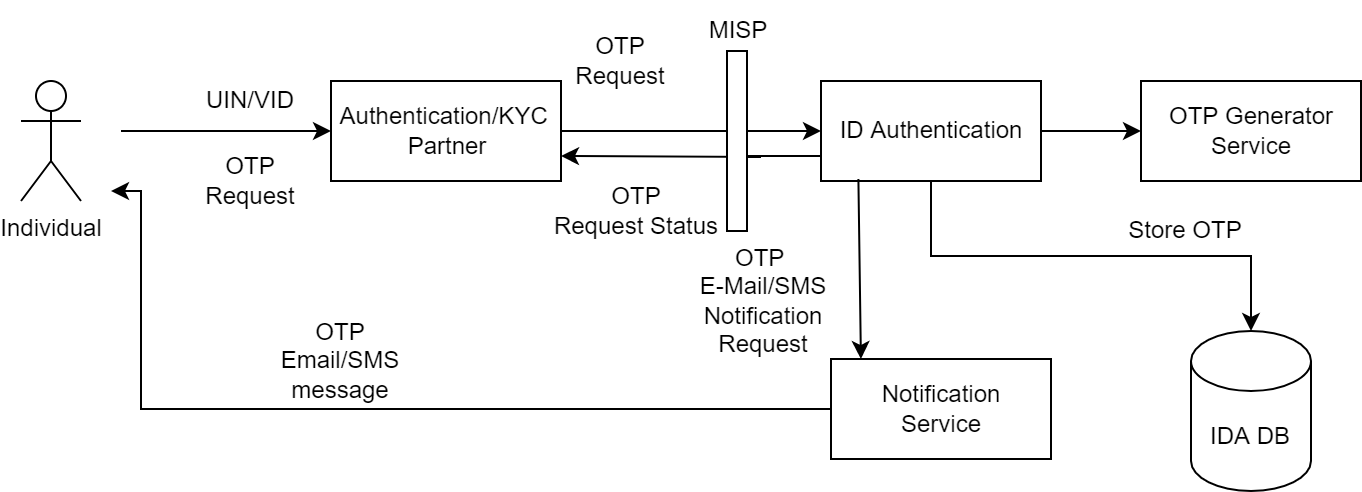 MISP
OTP
Request
UIN/VID
Authentication/KYC
Partner
ID Authentication
OTP Generator
Service
OTP
Request
OTP
Request Status
Individual
Store OTP
OTP
E-Mail/SMS
Notification
Request
OTP
Email/SMS
message
Notification
Service
IDA DB